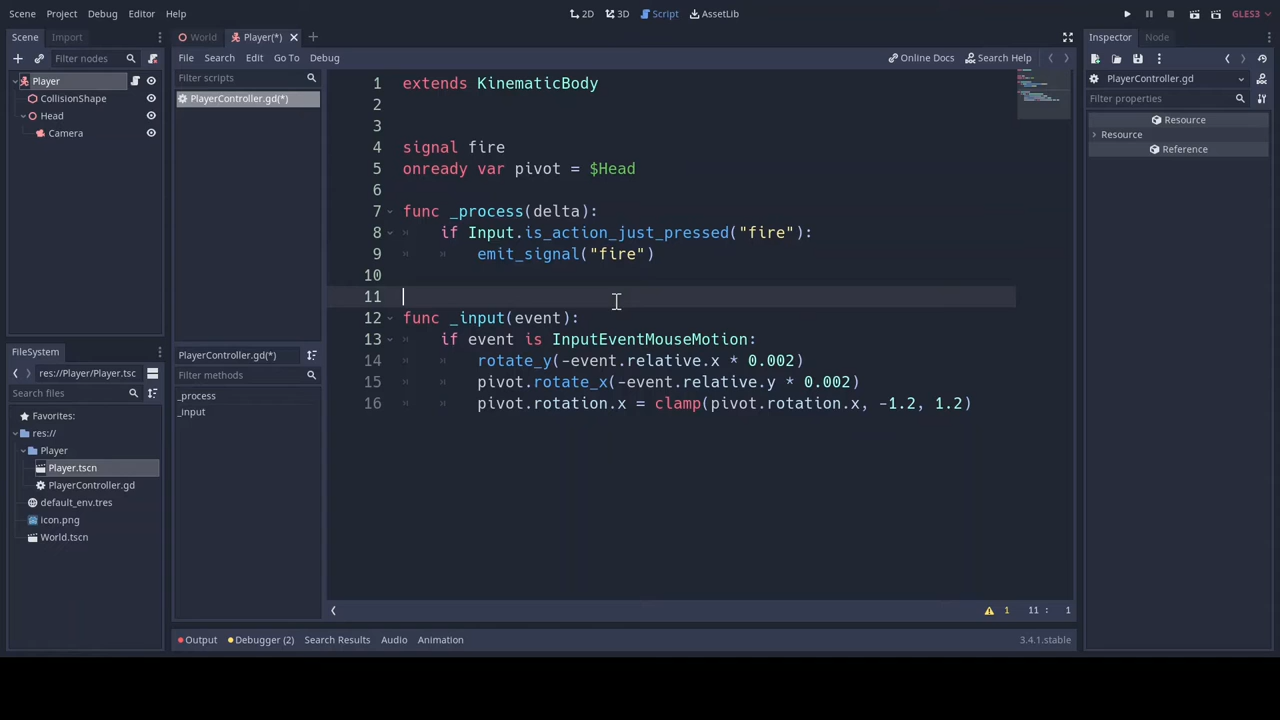 Scene Project Debug Editor Help
2D 3D Script AssetLib
GLES3
Scene Import
World Player(*)
Inspector Node
Filter nodes
File Search Edit Go To Debug
Online Docs Search Help
Player
CollisionShape
Head
Camera
Filter scripts
PlayerController.gd(*)
PlayerController.gd
Filter properties
Resource
Resource
Reference
1 extends KinematicBody
2
3
4 signal fire
5 onready var pivot = $Head
6
7 func _process(delta):
8 if Input.is_action_just_pressed("fire"):
9 emit_signal("fire")
10
11
12 func _input(event):
13 if event is InputEventMouseMotion:
14 rotate_y(-event.relative.x * 0.002)
15 pivot.rotate_x(-event.relative.y * 0.002)
16 pivot.rotation.x = clamp(pivot.rotation.x, -1.2, 1.2)
FileSystem
res://Player/Player.tsc
Search files
Favorites:
res://
Player
Player.tscn
PlayerController.gd
default_env.tres
icon.png
World.tscn
PlayerController.gd(*)
Filter methods
_process
_input
1 11 : 1
Output Debugger (2) Search Results Audio Animation
3.4.1.stable